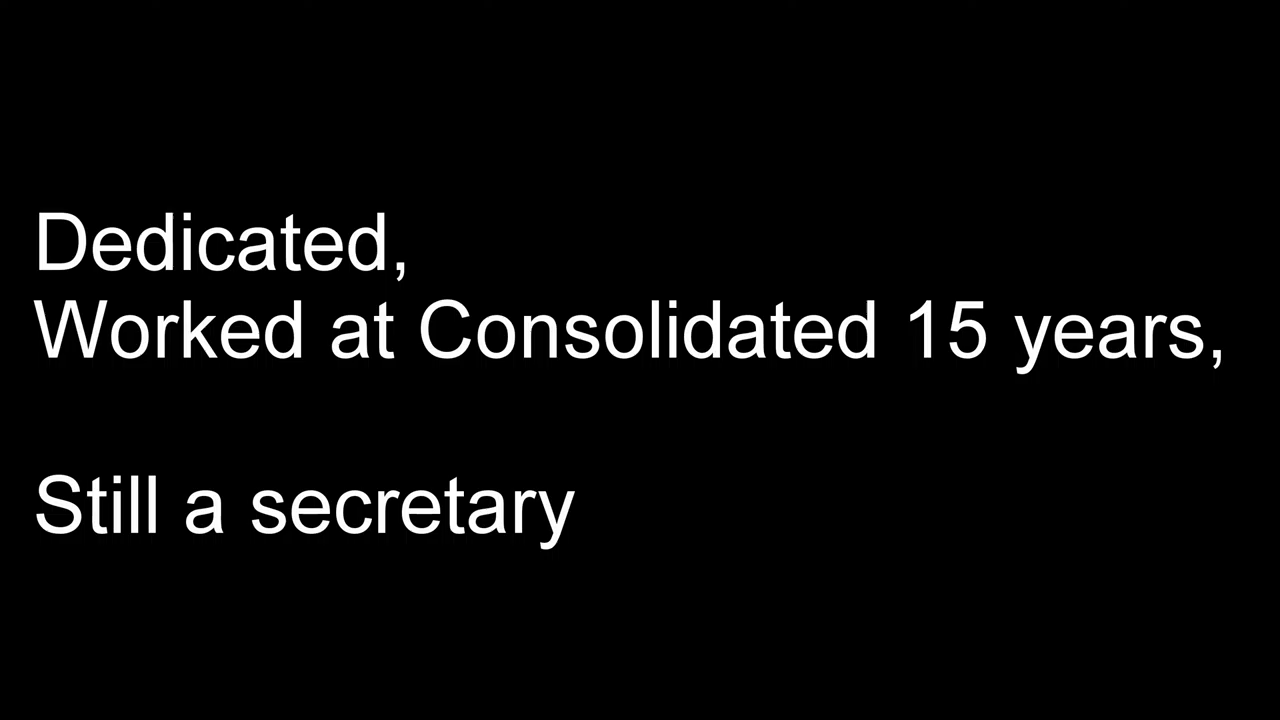 Dedicated,
Worked at Consolidated 15 years,
Still a secretary